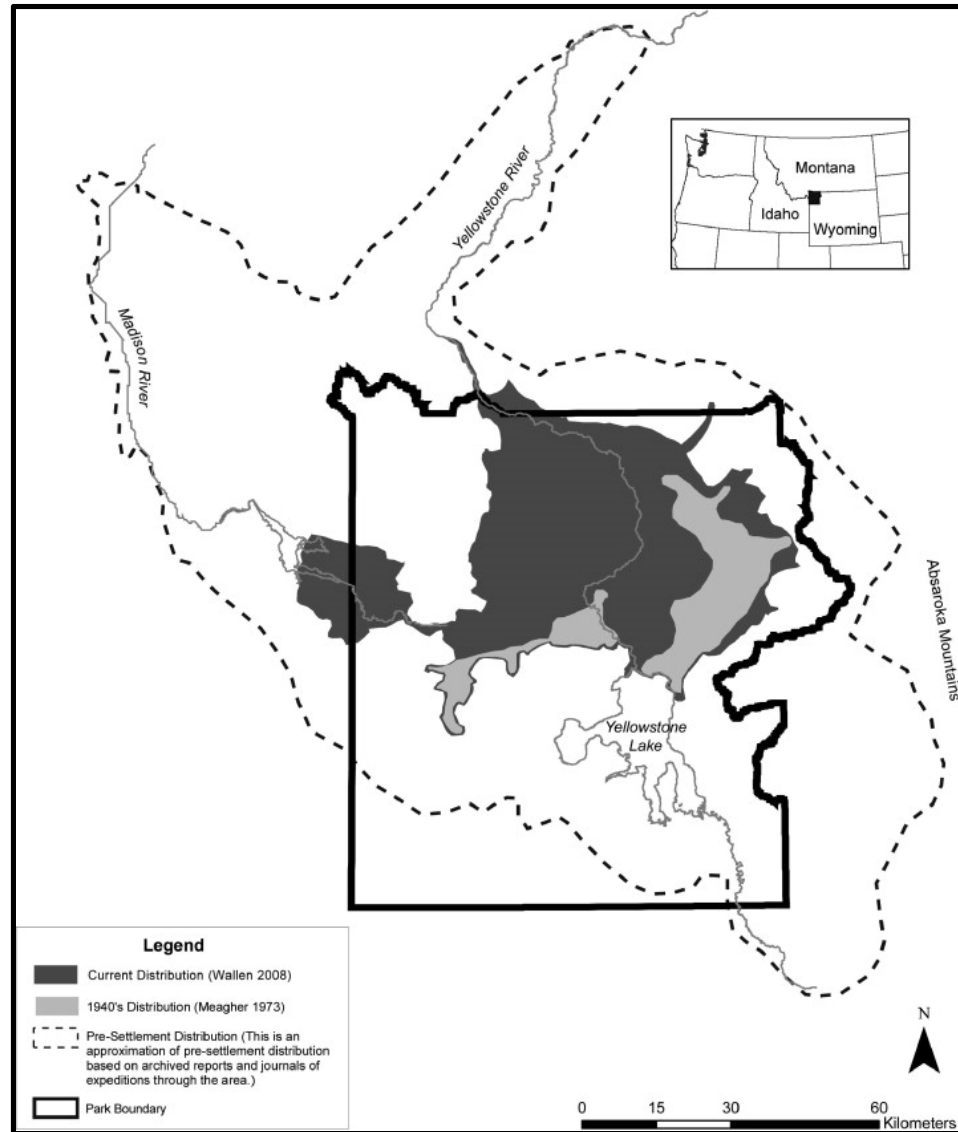 Yellowstone River
Montana
Idaho
Wyoming
Madison River
Absaroka Mountains
Yellowstone
Lake
Legend
Current Distribution (Wallen 2008)
1940's Distribution (Meagher 1973)
Pre-Settlement Distribution (This is an
approximation of pre-settlement distribution
based on archived reports and journals of
expeditions through the area.)
Park Boundary
N
0 15 30 60
Kilometers